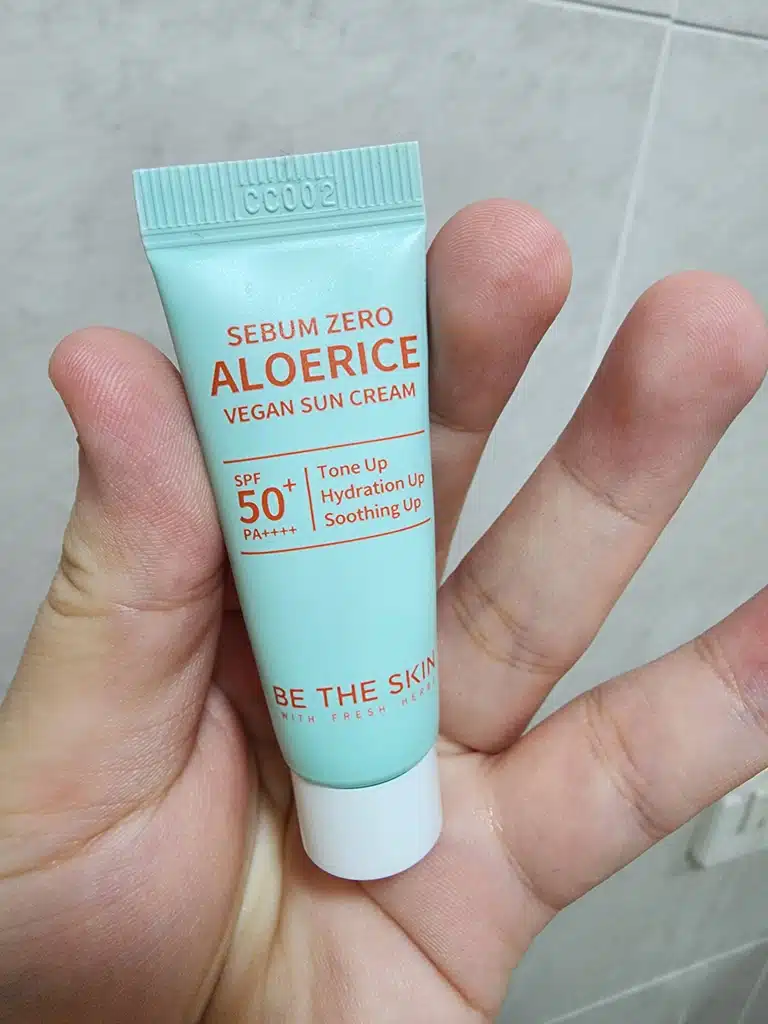 CC002
SEBUM ZERO
ALOERICE
VEGAN SUN CREAM
SPF
50+
PA++++
Tone Up
Hydration Up
Soothing Up
BE THE SKIN
WITH FRESH